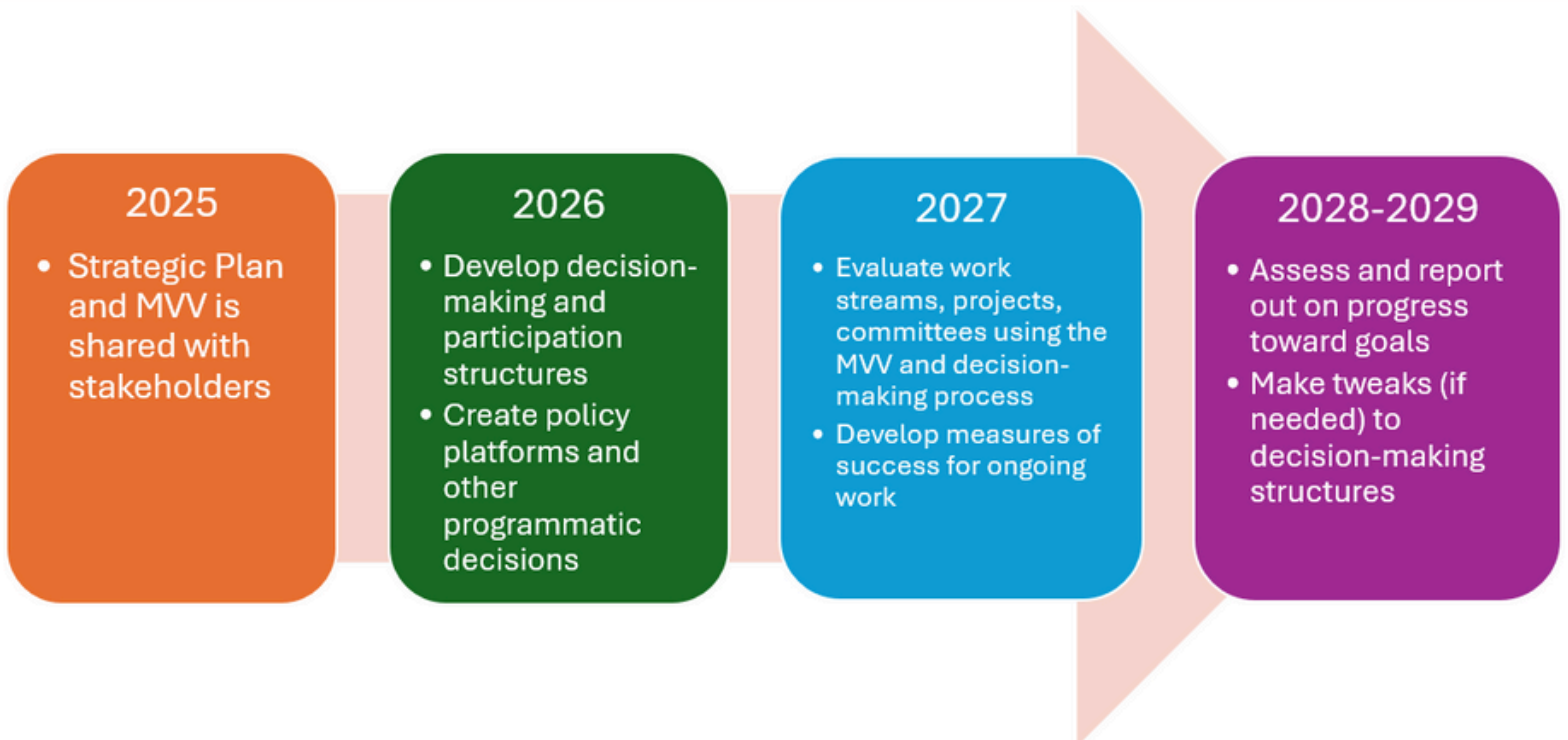 2025
• Strategic Plan
and MVV is
shared with
stakeholders
2026
• Develop decision-
making and
participation
structures
• Create policy
platforms and
other
programmatic
decisions
2027
• Evaluate work
streams, projects,
committees using the
MVV and decision-
making process
• Develop measures of
success for ongoing
work
2028-2029
• Assess and report
out on progress
toward goals
• Make tweaks (if
needed) to
decision-making
structures